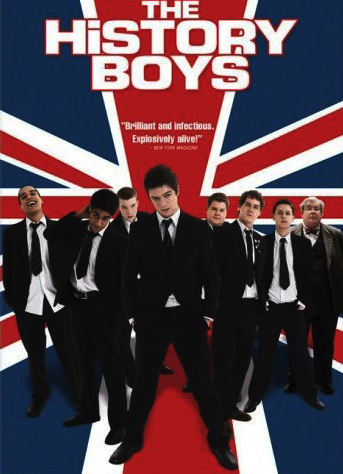 THE
HiSTORY
BOYS
"Brilliant and infectious.
Explosively alive!"
- NEW YORK MAGAZINE